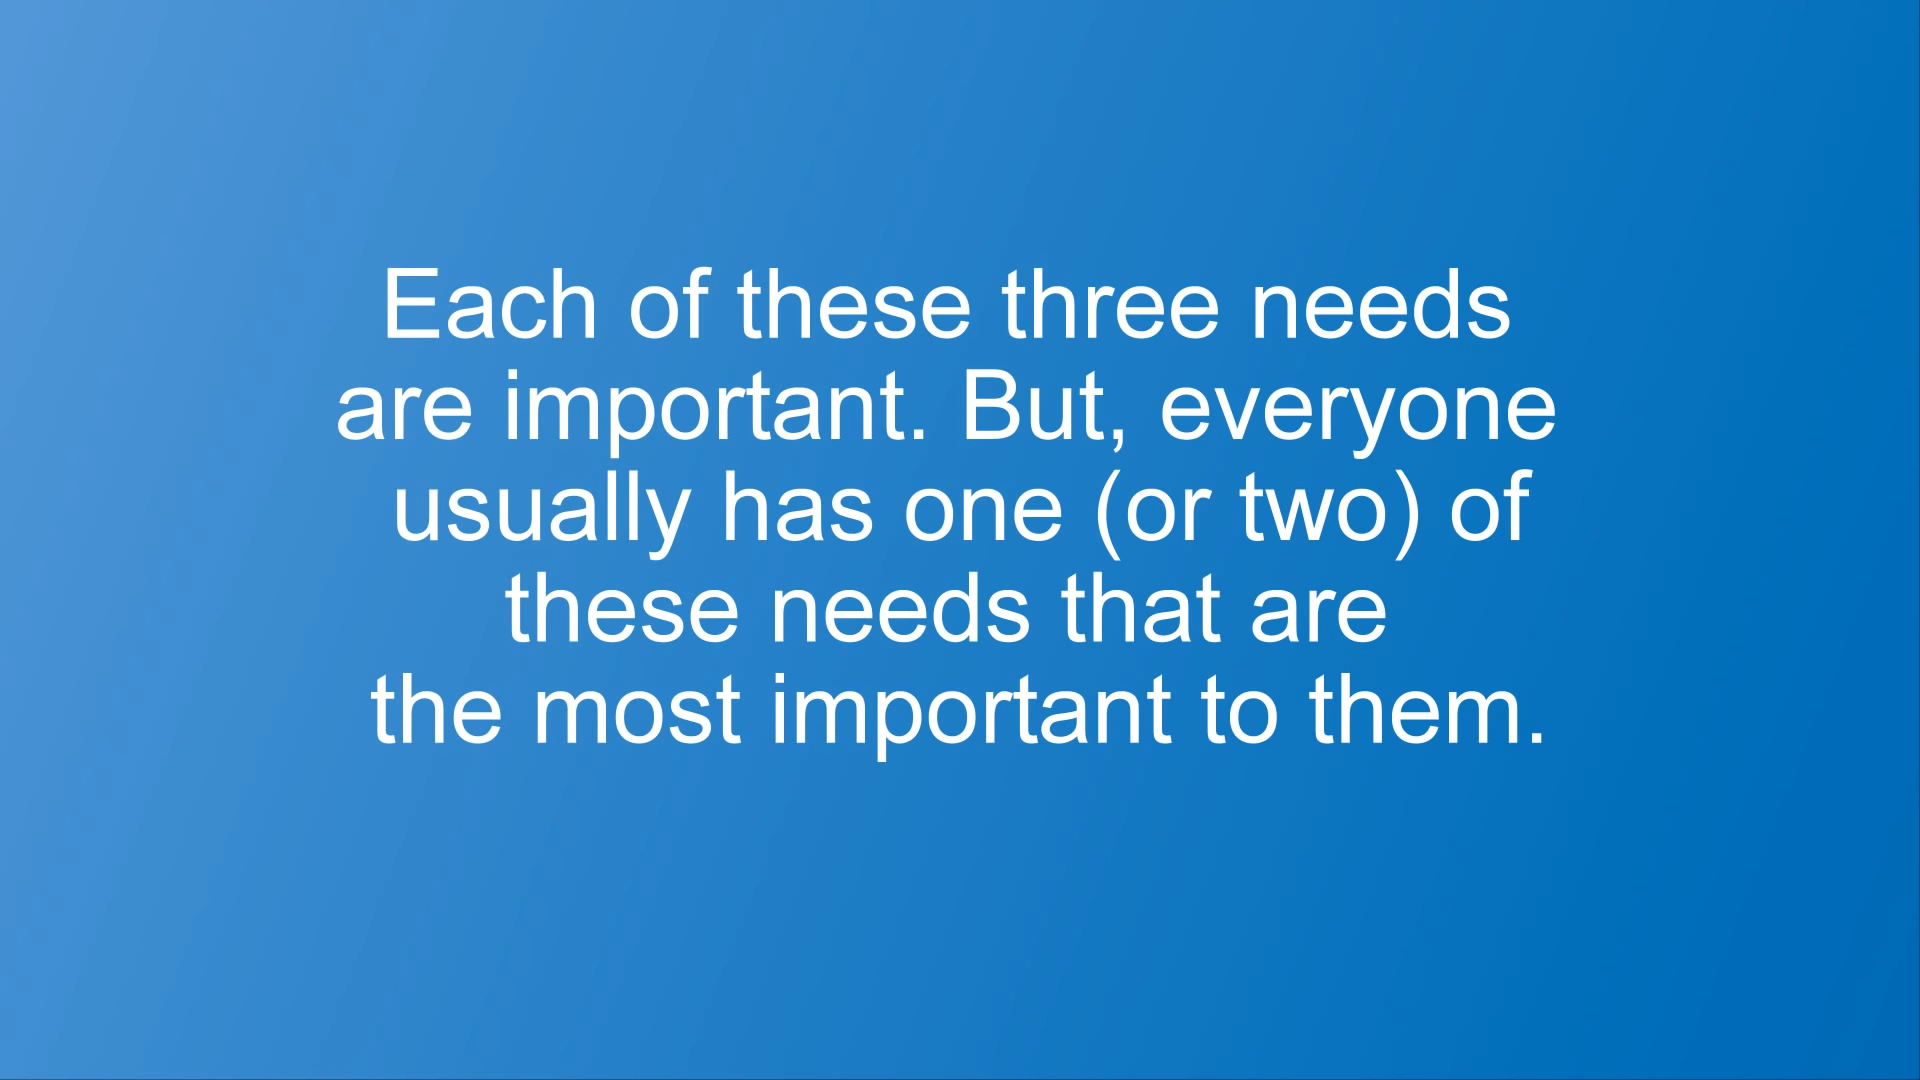 Each of these three needs
are important. But, everyone
usually has one (or two) of
these needs that are
the most important to them.